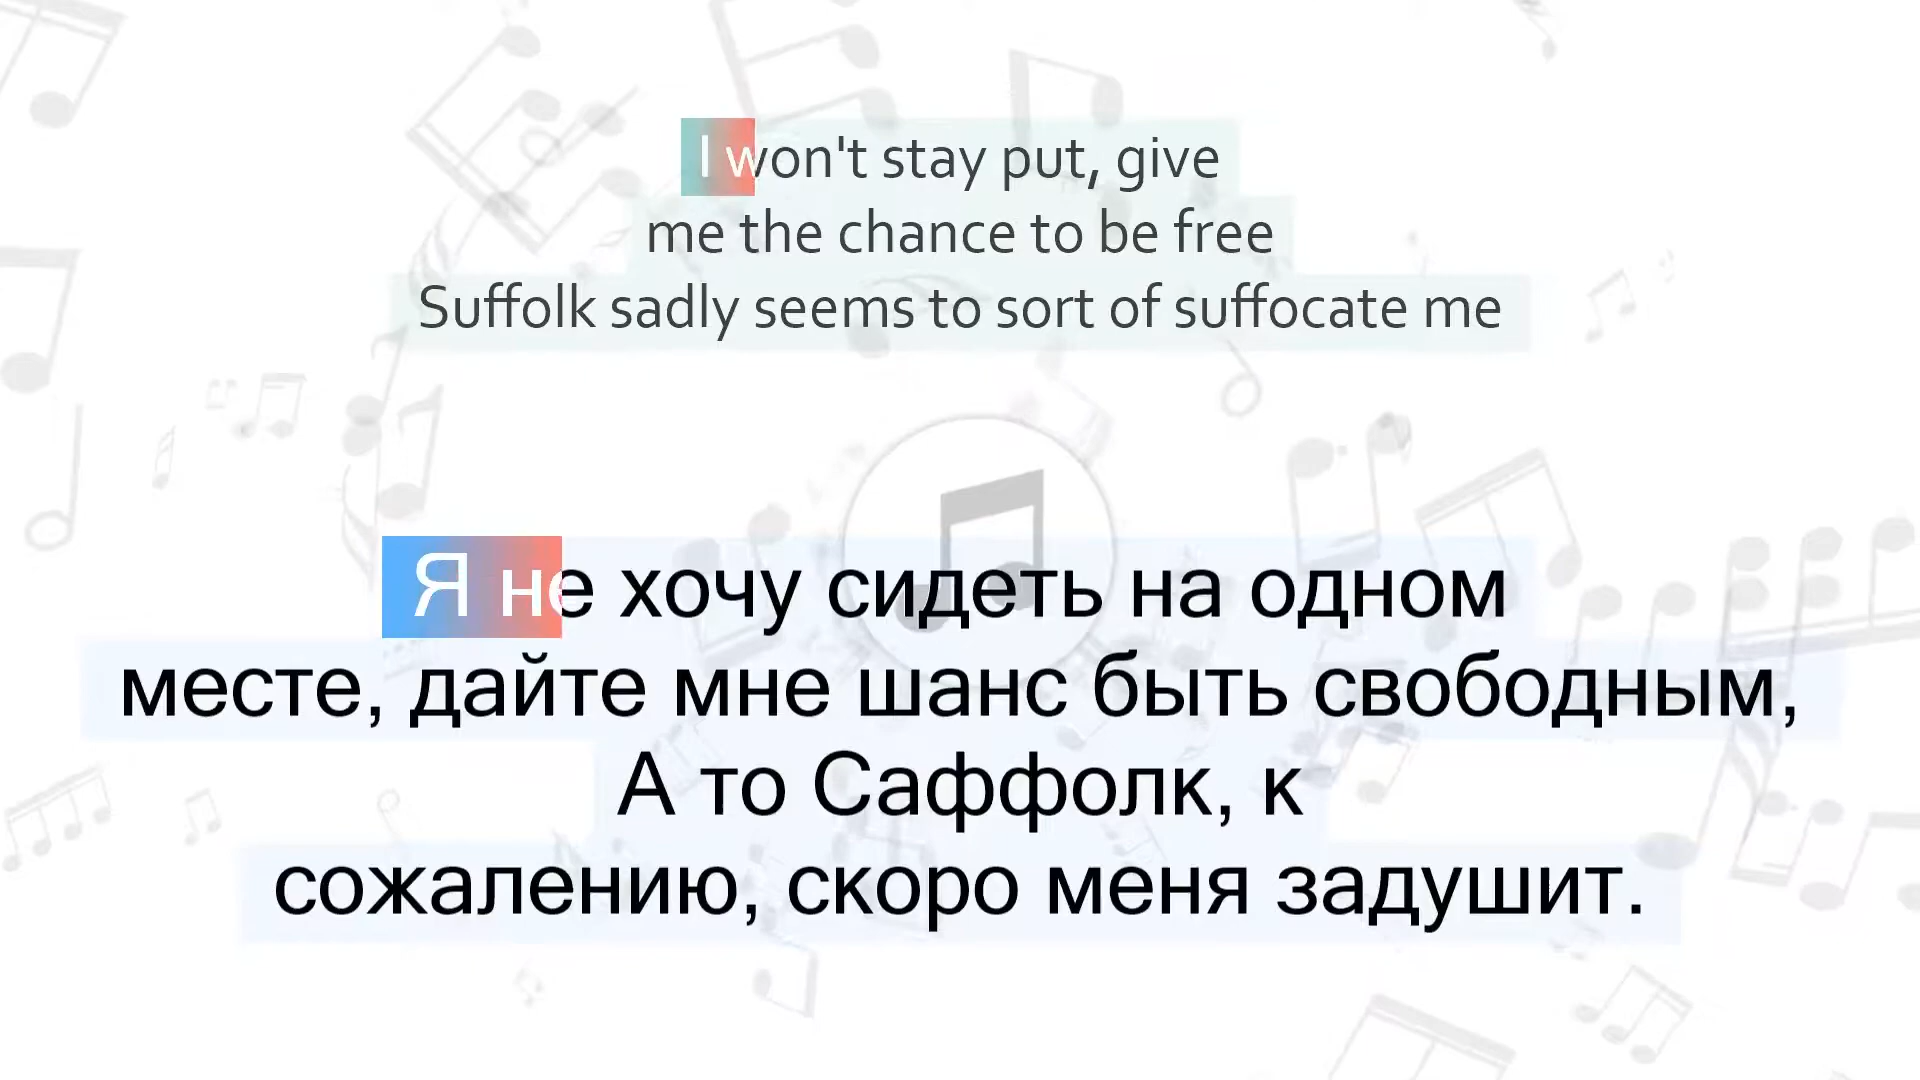 I won't stay put, give
me the chance to be free
Suffolk sadly seems to sort of suffocate me
Я не хочу сидеть на одном
месте, дайте мне шанс быть свободным,
А то Саффолк, к
сожалению, скоро меня задушит.